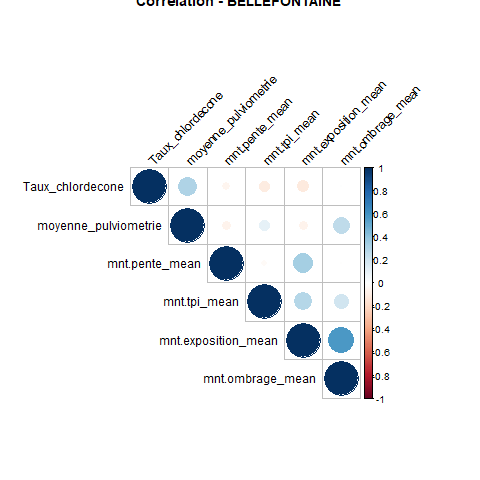 Correlation - BELLEFONTAINE
Taux_chlordecone
moyenne_pulviometrie
mnt.pente_mean
mnt.tpi_mean
mnt.exposition_mean
mnt.ombrage_mean
Taux_chlordecone
moyenne_pulviometrie
mnt.pente_mean
mnt.tpi_mean
mnt.exposition_mean
mnt.ombrage_mean
1
0.8
0.6
0.4
0.2
0
-0.2
-0.4
-0.6
-0.8
-1